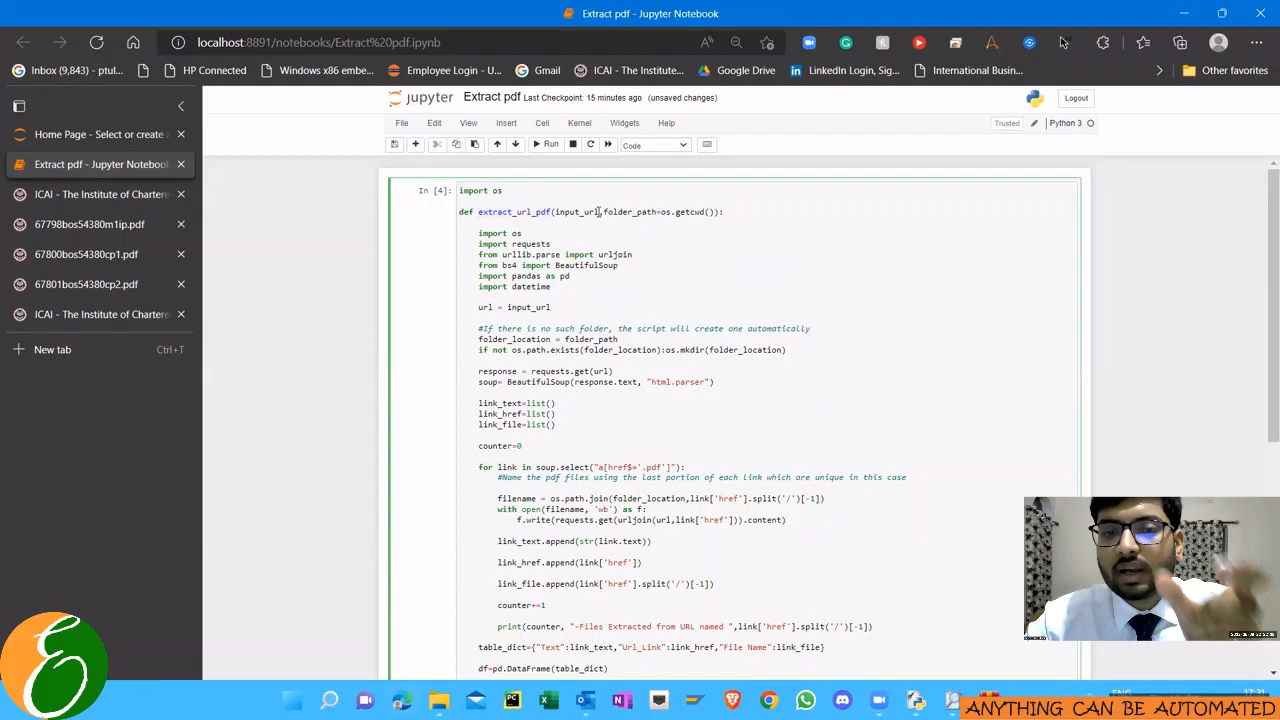 Extract pdf - Jupyter Notebook
localhost:8891/notebooks/Extract%20pdf.ipynb
Inbox (9,843) - ptul...
HP Connected
Windows x86 embe...
Employee Login - U...
Gmail
ICAI - The Institute...
Google Drive
LinkedIn Login, Sig...
International Busin...
Other favorites
Home Page - Select or create a
Extract pdf - Jupyter Notebook
ICAI - The Institute of Chartere
67798bos54380m1ip.pdf
67800bos54380cp1.pdf
67801bos54380cp2.pdf
ICAI - The Institute of Chartere
New tab Ctrl+T
jupyter Extract pdf Last Checkpoint: 15 minutes ago (unsaved changes)
Logout
File Edit View Insert Cell Kernel Widgets Help
Trusted Python 3
Run Code
In [4]: import os
def extract_url_pdf(input_url,folder_path=os.getcwd()):
import os
import requests
from urllib.parse import urljoin
from bs4 import BeautifulSoup
import pandas as pd
import datetime
url = input_url
#If there is no such folder, the script will create one automatically
folder_location = folder_path
if not os.path.exists(folder_location):os.mkdir(folder_location)
response = requests.get(url)
soup= BeautifulSoup(response.text, "html.parser")
link_text=list()
link_href=list()
link_file=list()
counter=0
for link in soup.select("a[href$='.pdf']"):
#Name the pdf files using the last portion of each link which are unique in this case
filename = os.path.join(folder_location,link['href'].split('/')[-1])
with open(filename, 'wb') as f:
f.write(requests.get(urljoin(url,link['href'])).content)
link_text.append(str(link.text))
link_href.append(link['href'])
link_file.append(link['href'].split('/')[-1])
counter+=1
print(counter, "-Files Extracted from URL named ",link['href'].split('/')[-1])
table_dict={"Text":link_text,"Url_Link":link_href,"File Name":link_file}
df=pd.DataFrame(table_dict)
ENG 17:31
ANYTHING CAN BE AUTOMATED